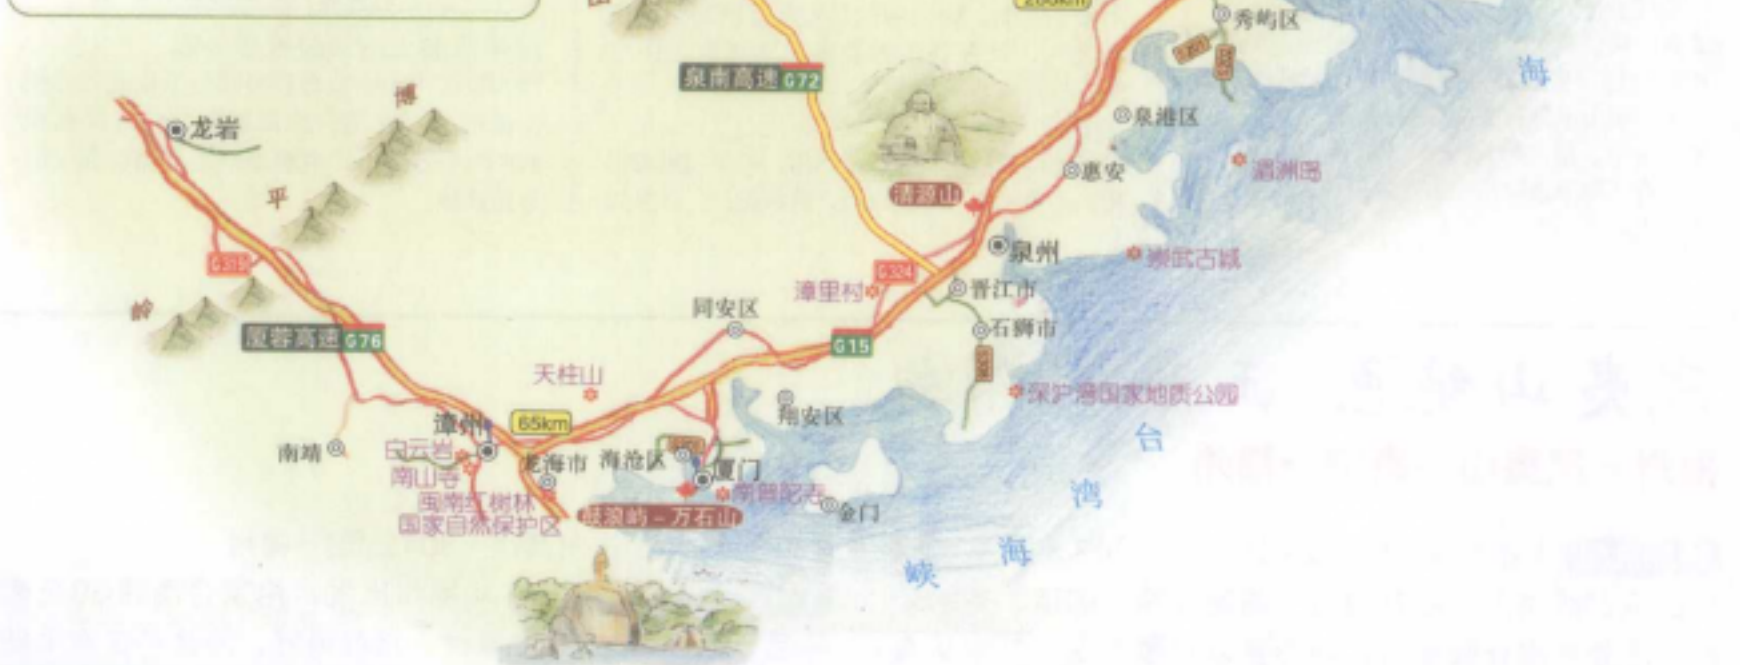 秀屿区
海
泉南高速 G72
博
泉港区
龙岩
湄洲岛
惠安
平
清源山
泉州
崇武古城
G319
G324
漳里村
晋江市
岭
同安区
石狮市
厦蓉高速 G76
G15
天柱山
深沪湾国家地质公园
翔安区
漳州
65km
台
南靖
白云岩
龙海市
海沧区
厦门
南山寺
南普陀寺
湾
闽南红树林
国家自然保护区
鼓浪屿-万石山
金门
海
峡